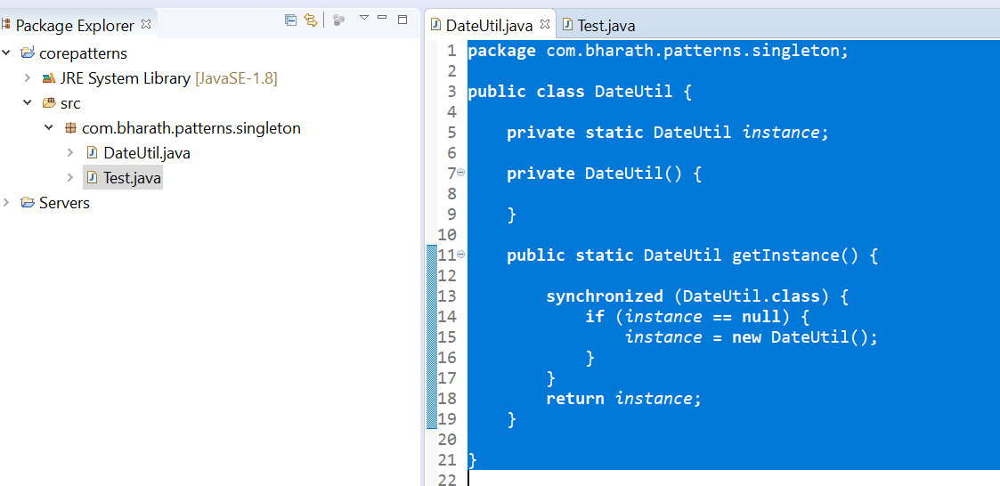 Package Explorer
corepatterns
JRE System Library [JavaSE-1.8]
src
com.bharath.patterns.singleton
DateUtil.java
Test.java
Servers
DateUtil.java Test.java
1 package com.bharath.patterns.singleton;
2
3 public class DateUtil {
4
5     private static DateUtil instance;
6
7     private DateUtil() {
8
9     }
10
11     public static DateUtil getInstance() {
12
13         synchronized (DateUtil.class) {
14             if (instance == null) {
15                 instance = new DateUtil();
16             }
17         }
18         return instance;
19     }
20
21 }
22